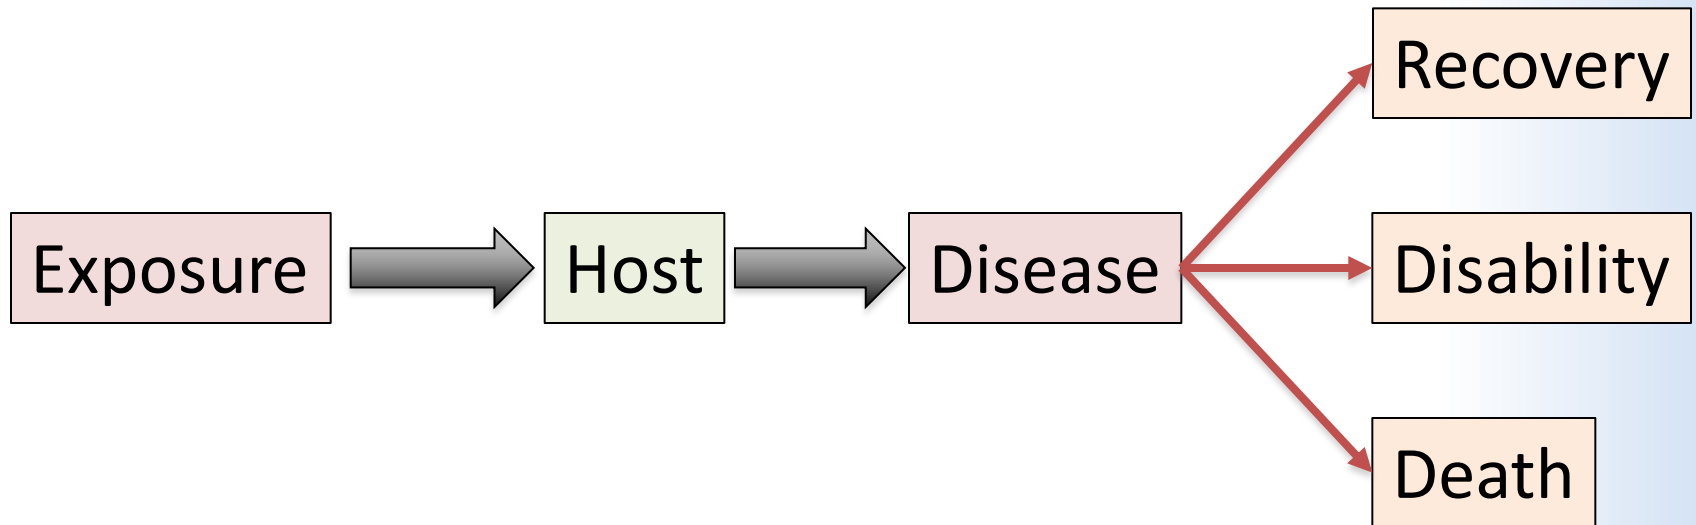 Exposure
Host
Disease
Recovery
Disability
Death